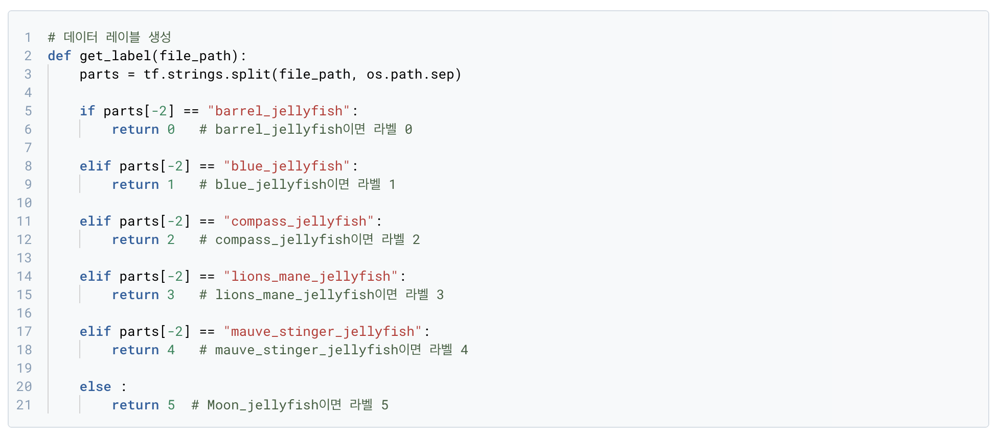 1 # 데이터 레이블 생성
2 def get_label(file_path):
3     parts = tf.strings.split(file_path, os.path.sep)
4
5     if parts[-2] == "barrel_jellyfish":
6         return 0   # barrel_jellyfish이면 라벨 0
7
8     elif parts[-2] == "blue_jellyfish":
9         return 1   # blue_jellyfish이면 라벨 1
10
11     elif parts[-2] == "compass_jellyfish":
12         return 2   # compass_jellyfish이면 라벨 2
13
14     elif parts[-2] == "lions_mane_jellyfish":
15         return 3   # lions_mane_jellyfish이면 라벨 3
16
17     elif parts[-2] == "mauve_stinger_jellyfish":
18         return 4   # mauve_stinger_jellyfish이면 라벨 4
19
20     else :
21         return 5  # Moon_jellyfish이면 라벨 5